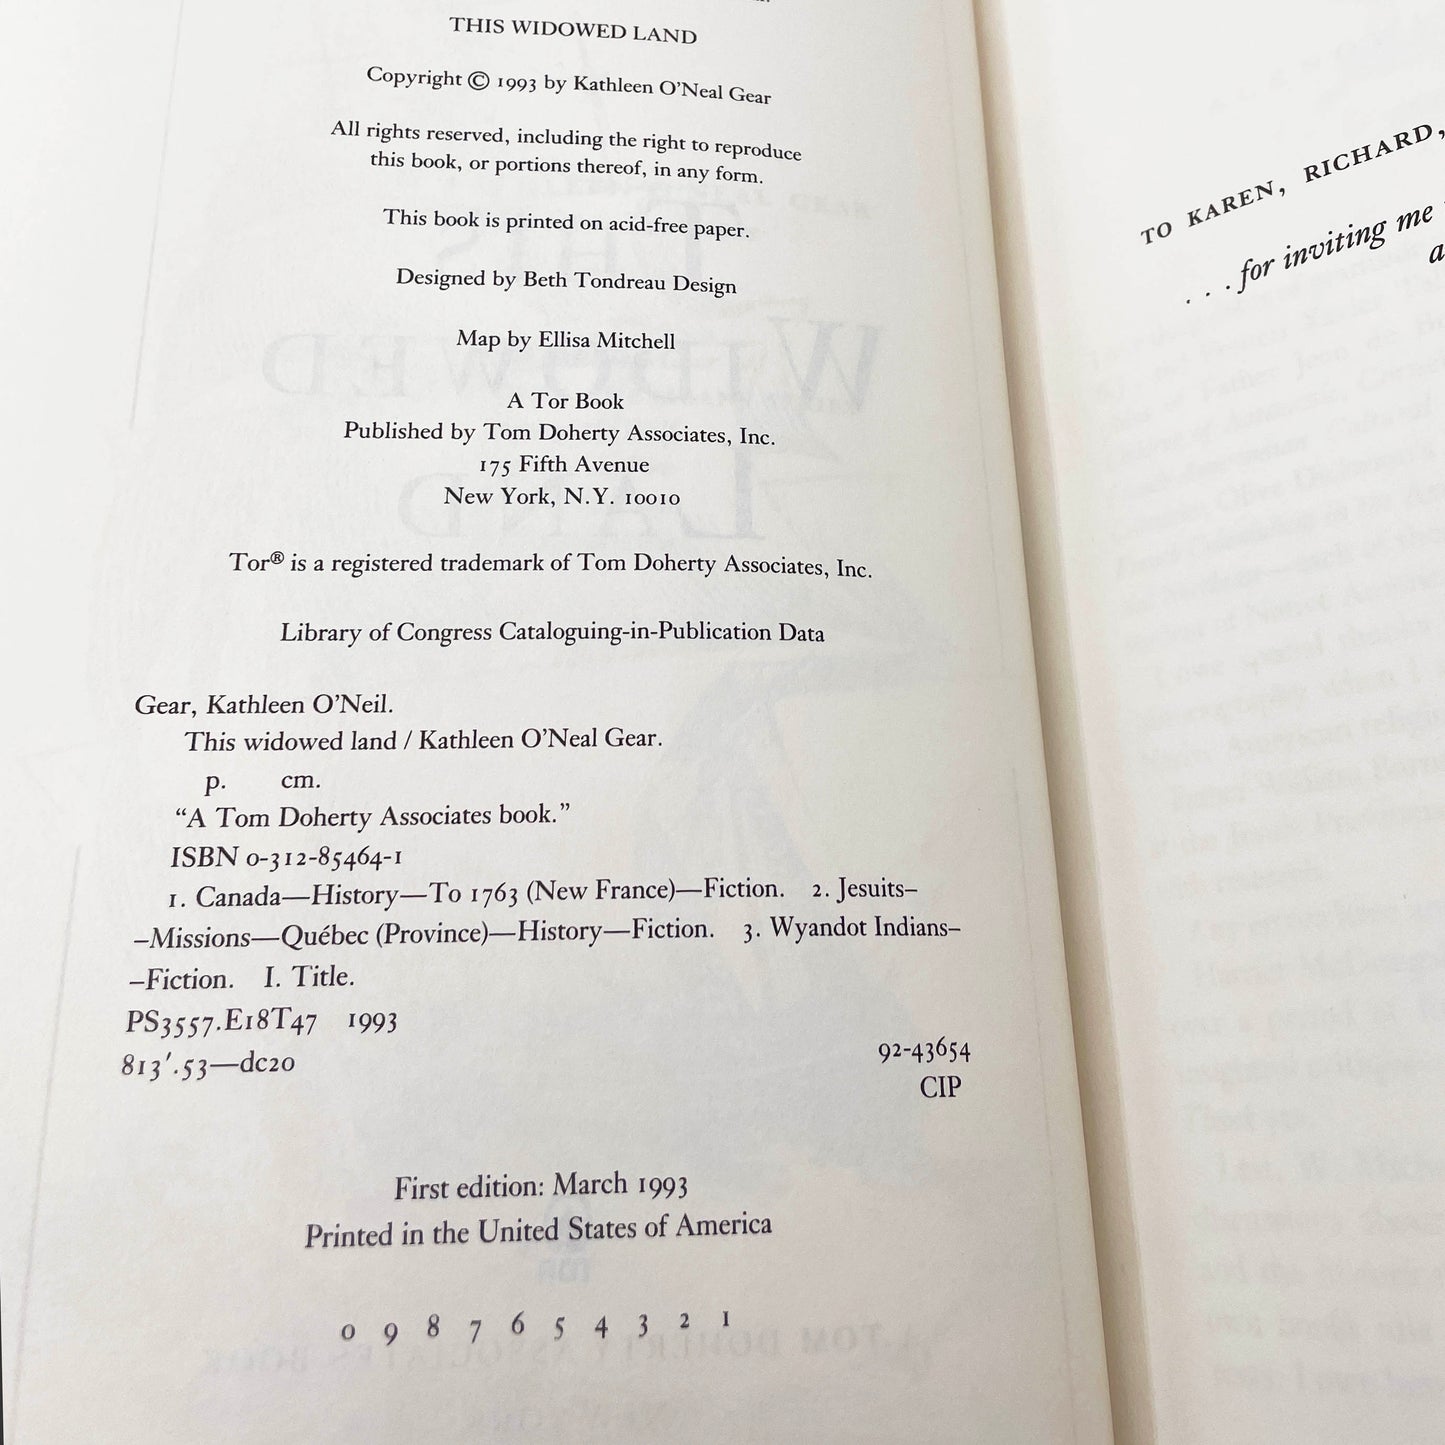 THIS WIDOWED LAND
Copyright © 1993 by Kathleen O'Neal Gear
All rights reserved, including the right to reproduce
this book, or portions thereof, in any form.
This book is printed on acid-free paper.
Designed by Beth Tondreau Design
Map by Ellisa Mitchell
A Tor Book
Published by Tom Doherty Associates, Inc.
175 Fifth Avenue
New York, N.Y. 10010
Tor® is a registered trademark of Tom Doherty Associates, Inc.
Library of Congress Cataloguing-in-Publication Data
Gear, Kathleen O'Neil.
This widowed land / Kathleen O'Neal Gear.
p. cm.
“A Tom Doherty Associates book.”
ISBN 0-312-85464-1
1. Canada—History—To 1763 (New France)—Fiction. 2. Jesuits–
–Missions—Québec (Province)—History—Fiction. 3. Wyandot Indians–
–Fiction. I. Title.
PS3557.E18T47 1993
813'.53—dc20
92-43654
CIP
First edition: March 1993
Printed in the United States of America
0 9 8 7 6 5 4 3 2 1
TO KAREN, RICHARD,
. . . for inviting me
a